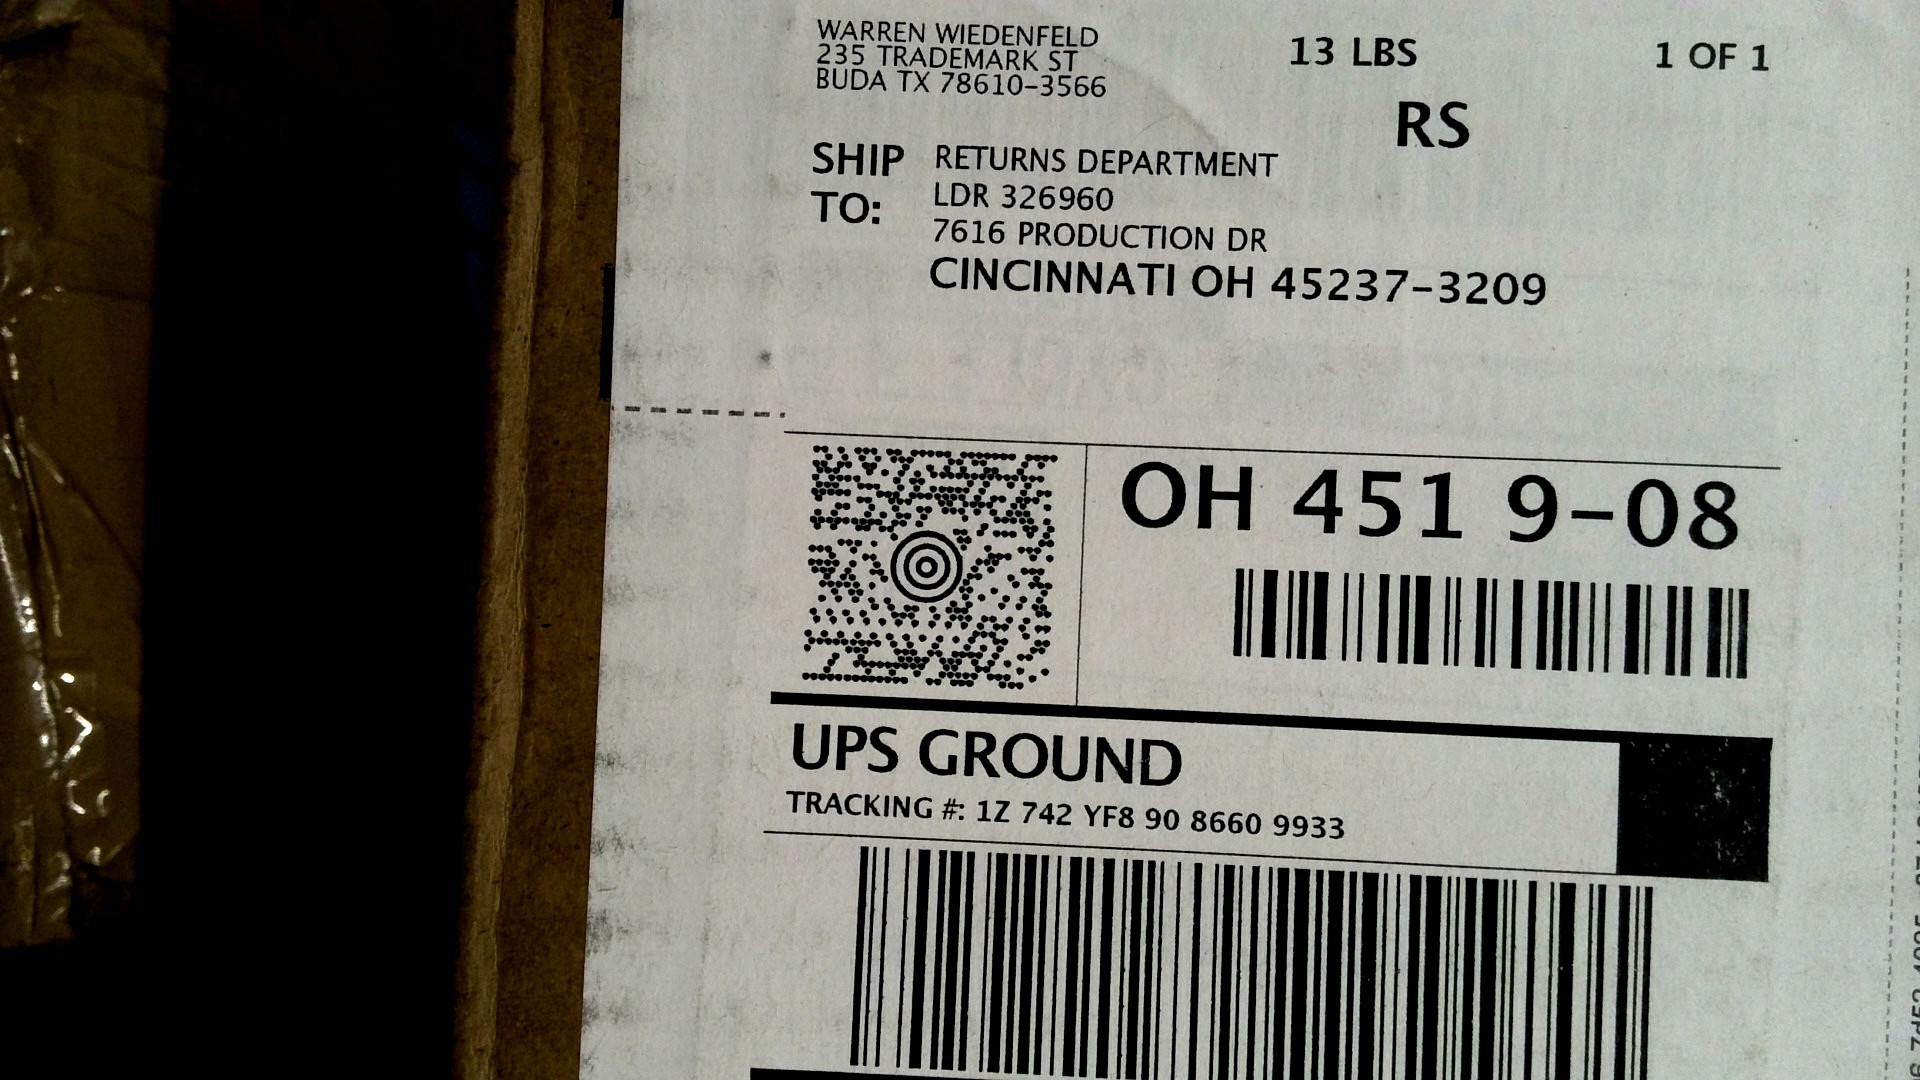 WARREN WIEDENFELD
235 TRADEMARK ST
BUDA TX 78610-3566
13 LBS
1 OF 1
RS
SHIP TO:
RETURNS DEPARTMENT
LDR 326960
7616 PRODUCTION DR
CINCINNATI OH 45237-3209
OH 451 9-08
UPS GROUND
TRACKING #: 1Z 742 YF8 90 8660 9933